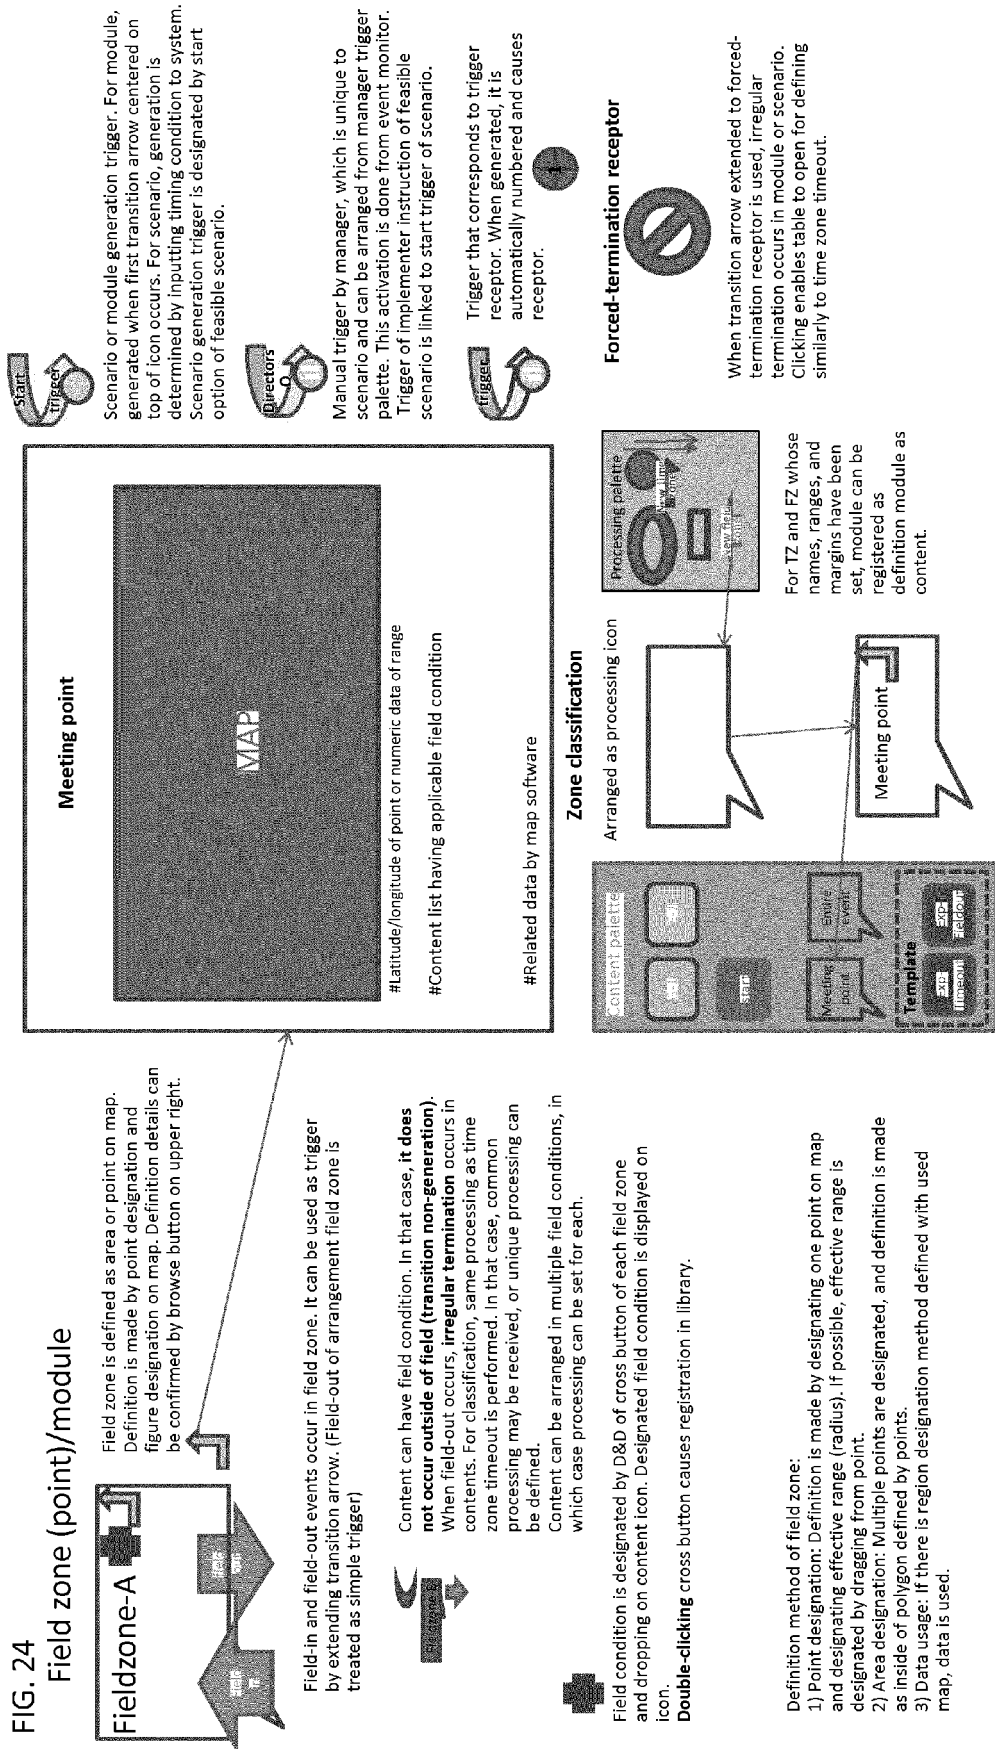 FIG. 24
Field zone (point)/module
Fieldzone-A
Field zone is defined as area or point on map.
Definition is made by point designation and
figure designation on map. Definition details can
be confirmed by browse button on upper right.
Field-in and field-out events occur in field zone. It can be used as trigger
by extending transition arrow. (Field-out of arrangement field zone is
treated as simple trigger)
Content can have field condition. In that case, it does
not occur outside of field (transition non-generation).
When field-out occurs, irregular termination occurs in
contents. For classification, same processing as time
zone timeout is performed. In that case, common
processing may be received, or unique processing can
be defined.
Content can be arranged in multiple field conditions, in
which case processing can be set for each.
Field condition is designated by D&D of cross button of each field zone
and dropping on content icon. Designated field condition is displayed on
icon.
Double-clicking cross button causes registration in library.
Definition method of field zone:
1) Point designation: Definition is made by designating one point on map
and designating effective range (radius). If possible, effective range is
designated by dragging from point.
2) Area designation: Multiple points are designated, and definition is made
as inside of polygon defined by points.
3) Data usage: If there is region designation method defined with used
map, data is used.
Meeting point
MAP
#Latitude/longitude of point or numeric data of range
#Content list having applicable field condition
#Related data by map software
Zone classification
Content palette
Start
Meeting
point
Entire
event
Template
Exp-
Timeout
Exp-
Fieldout
Arranged as processing icon
Meeting point
Processing palette
New time
zone
New field
zone
For TZ and FZ whose
names, ranges, and
margins have been
set, module can be
registered as
definition module as
content.
Start
trigger
Scenario or module generation trigger. For module,
generated when first transition arrow centered on
top of icon occurs. For scenario, generation is
determined by inputting timing condition to system.
Scenario generation trigger is designated by start
option of feasible scenario.
Directors
Manual trigger by manager, which is unique to
scenario and can be arranged from manager trigger
palette. This activation is done from event monitor.
Trigger of implementer instruction of feasible
scenario is linked to start trigger of scenario.
trigger
Trigger that corresponds to trigger
receptor. When generated, it is
automatically numbered and causes
receptor.
1
Forced-termination receptor
When transition arrow extended to forced-
termination receptor is used, irregular
termination occurs in module or scenario.
Clicking enables table to open for defining
similarly to time zone timeout.